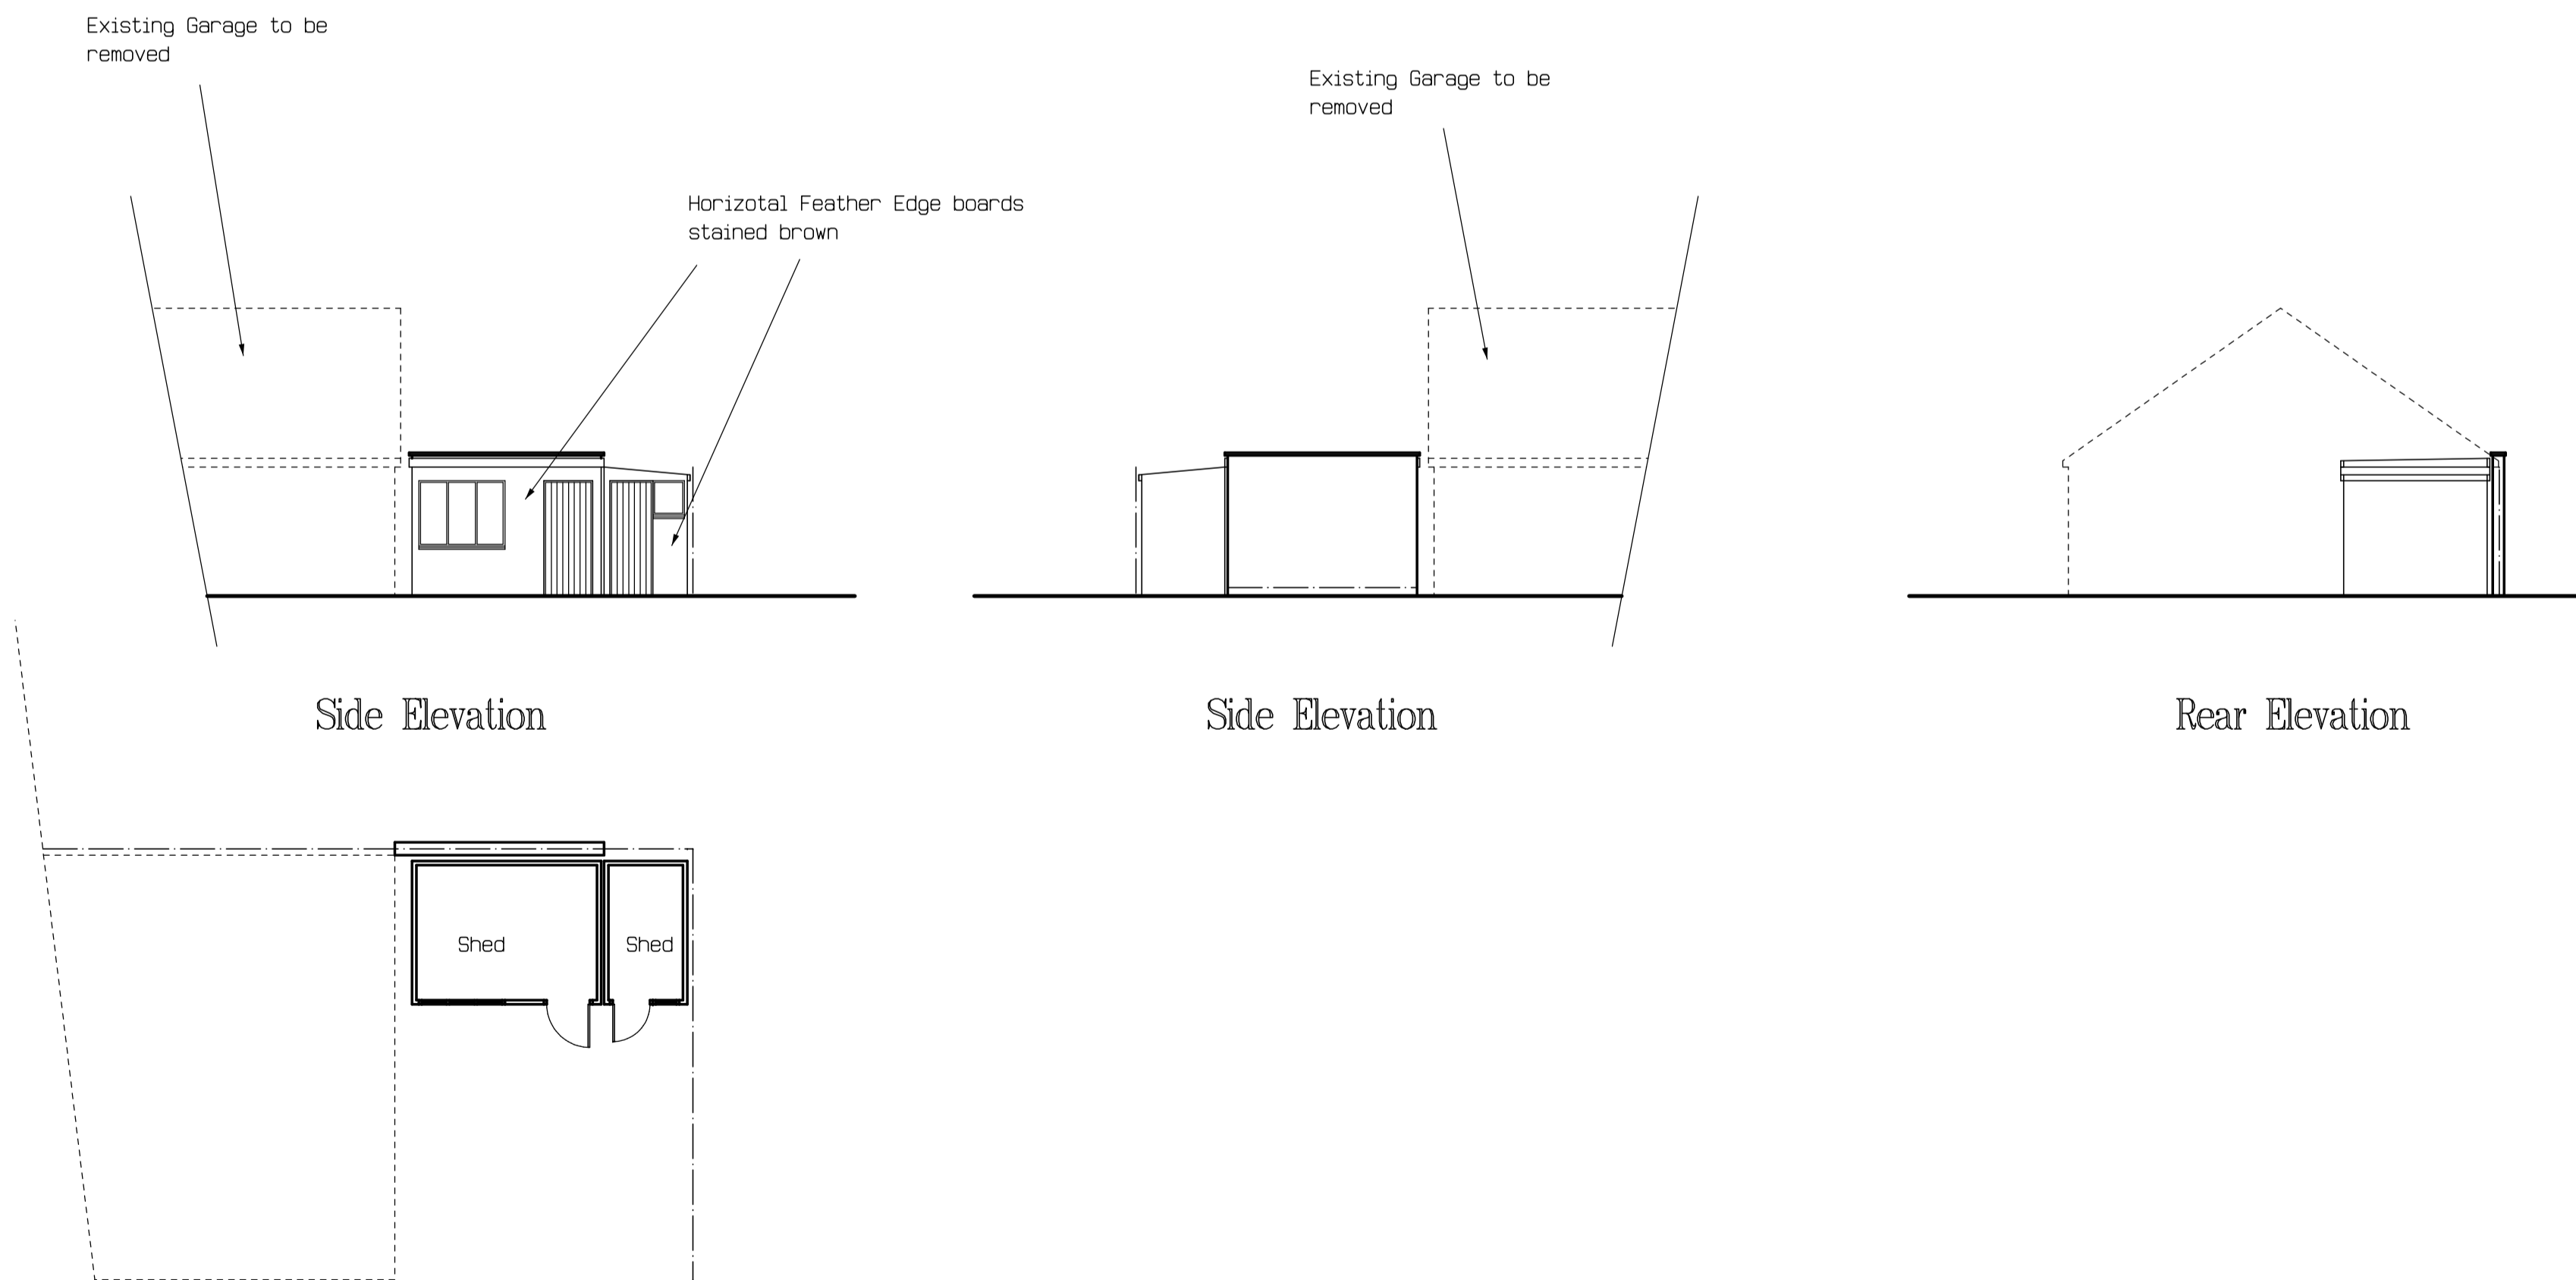 Existing Garage to be
removed
Existing Garage to be
removed
Horizotal Feather Edge boards
stained brown
Side Elevation
Side Elevation
Rear Elevation
Shed
Shed